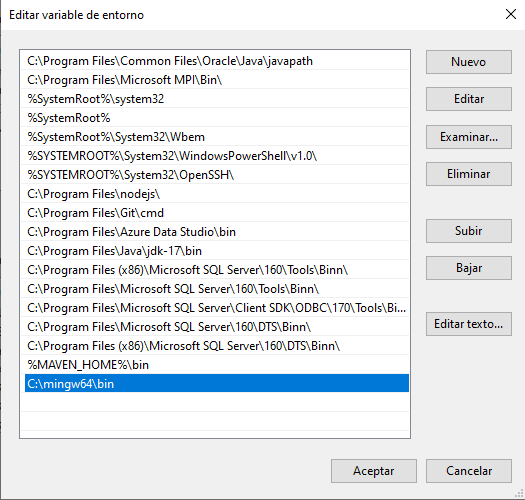 Editar variable de entorno
C:\Program Files\Common Files\Oracle\Java\javapath
C:\Program Files\Microsoft MPI\Bin\
%SystemRoot%\system32
%SystemRoot%
%SystemRoot%\System32\Wbem
%SYSTEMROOT%\System32\WindowsPowerShell\v1.0\
%SYSTEMROOT%\System32\OpenSSH\
C:\Program Files\nodejs\
C:\Program Files\Git\cmd
C:\Program Files\Azure Data Studio\bin
C:\Program Files\Java\jdk-17\bin
C:\Program Files (x86)\Microsoft SQL Server\160\Tools\Binn\
C:\Program Files\Microsoft SQL Server\160\Tools\Binn\
C:\Program Files\Microsoft SQL Server\Client SDK\ODBC\170\Tools\Bi...
C:\Program Files\Microsoft SQL Server\160\DTS\Binn\
C:\Program Files (x86)\Microsoft SQL Server\160\DTS\Binn\
%MAVEN_HOME%\bin
C:\mingw64\bin
Nuevo
Editar
Examinar...
Eliminar
Subir
Bajar
Editar texto...
Aceptar
Cancelar